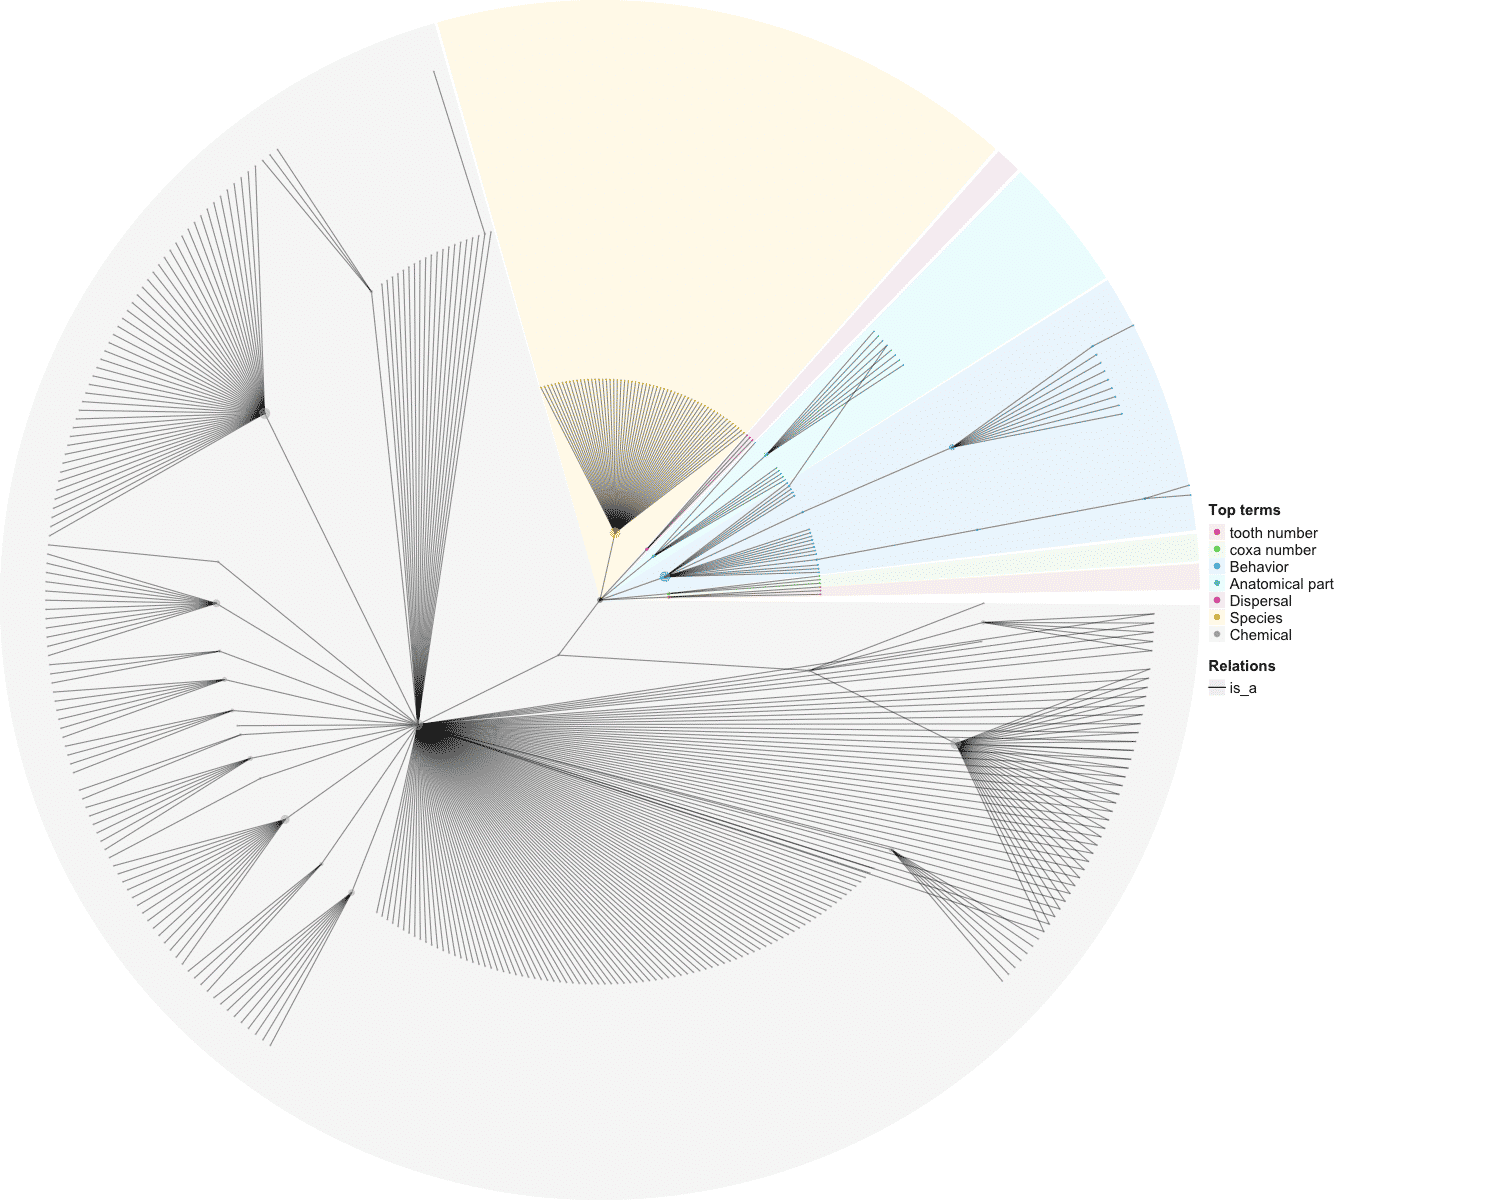 Top terms
tooth number
coxa number
Behavior
Anatomical part
Dispersal
Species
Chemical
Relations
is_a